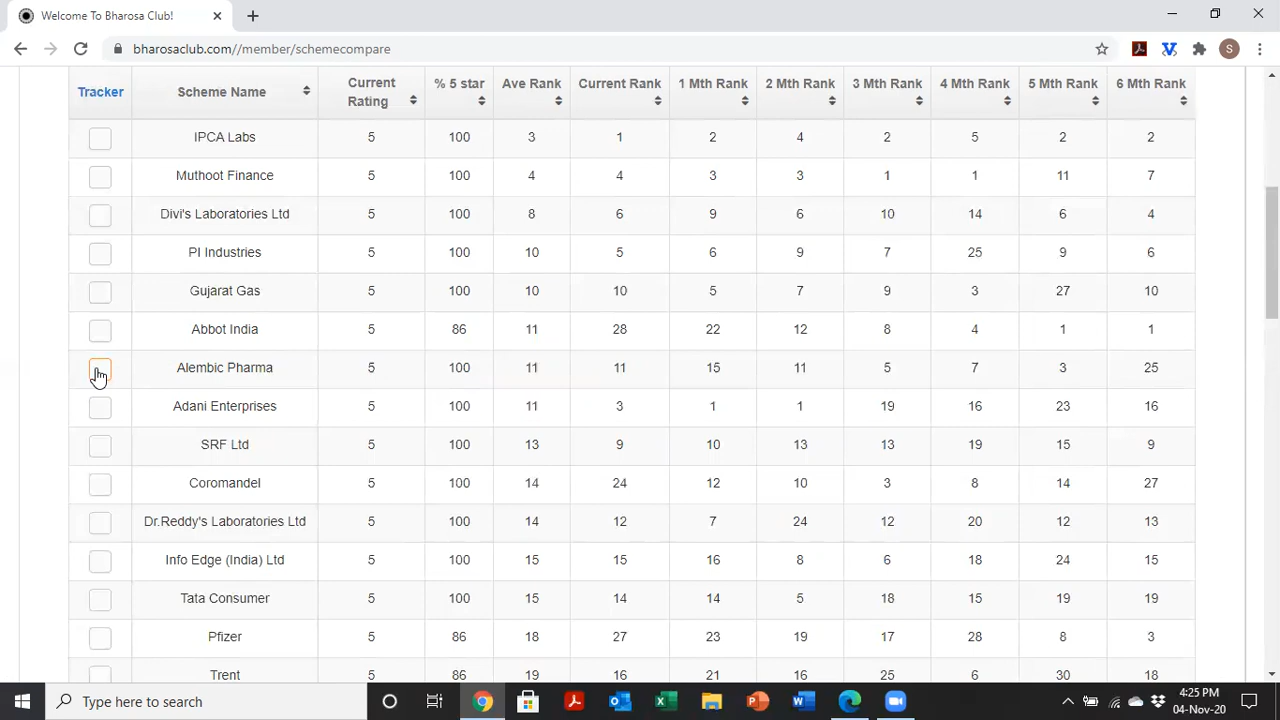 Welcome To Bharosa Club!
bharosaclub.com//member/schemecompare
S
Tracker Scheme Name Current Rating % 5 star Ave Rank Current Rank 1 Mth Rank 2 Mth Rank 3 Mth Rank 4 Mth Rank 5 Mth Rank 6 Mth Rank
IPCA Labs 5 100 3 1 2 4 2 5 2 2
Muthoot Finance 5 100 4 4 3 3 1 1 11 7
Divi's Laboratories Ltd 5 100 8 6 9 6 10 14 6 4
PI Industries 5 100 10 5 6 9 7 25 9 6
Gujarat Gas 5 100 10 10 5 7 9 3 27 10
Abbot India 5 86 11 28 22 12 8 4 1 1
Alembic Pharma 5 100 11 11 15 11 5 7 3 25
Adani Enterprises 5 100 11 3 1 1 19 16 23 16
SRF Ltd 5 100 13 9 10 13 13 19 15 9
Coromandel 5 100 14 24 12 10 3 8 14 27
Dr.Reddy's Laboratories Ltd 5 100 14 12 7 24 12 20 12 13
Info Edge (India) Ltd 5 100 15 15 16 8 6 18 24 15
Tata Consumer 5 100 15 14 14 5 18 15 19 19
Pfizer 5 86 18 27 23 19 17 28 8 3
Trent 5 86 19 16 21 16 25 6 30 18
Type here to search
4:25 PM
04-Nov-20